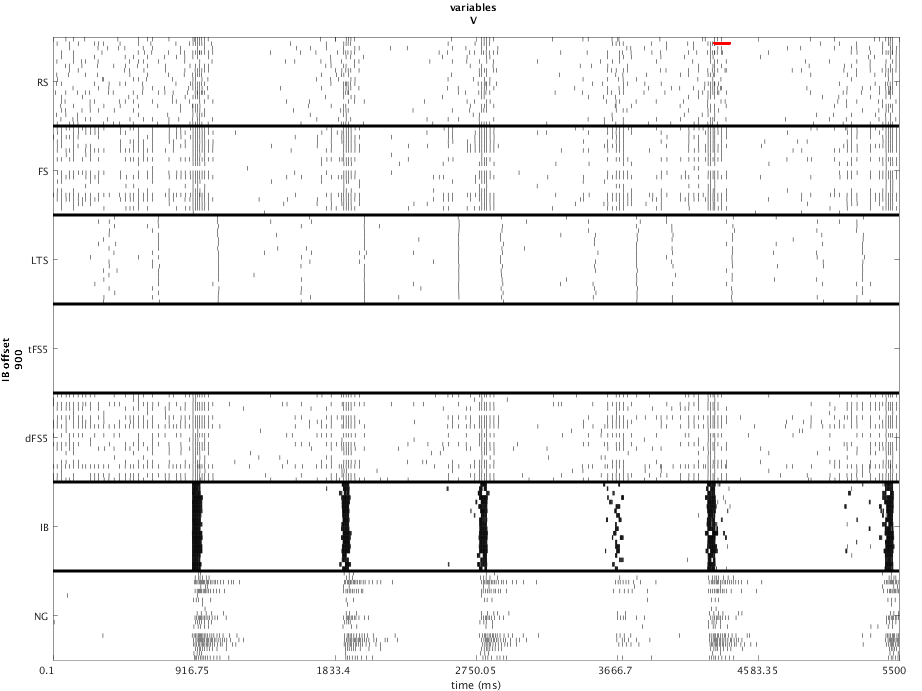 variables
V
RS
FS
LTS
tFS5
dFS5
IB
NG
IB offset
900
0.1 916.75 1833.4 2750.05 3666.7 4583.35 5500
time (ms)